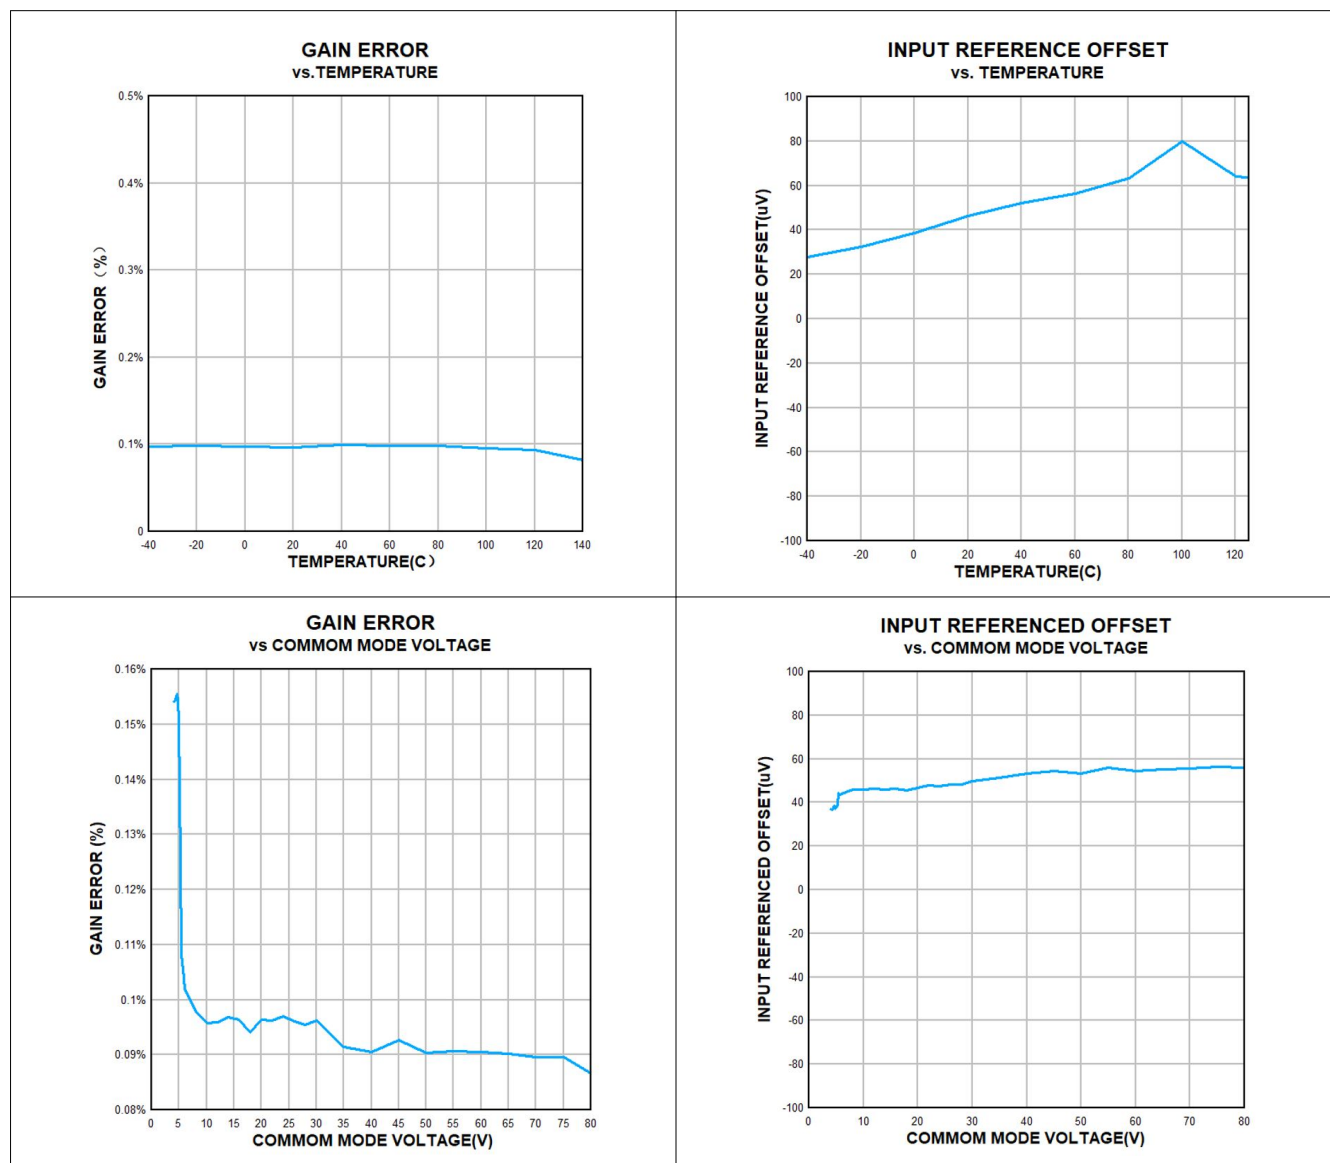 GAIN ERROR
vs.TEMPERATURE
0.5%
0.4%
0.3%
0.2%
0.1%
0
GAIN ERROR（%）
-40 -20 0 20 40 60 80 100 120 140
TEMPERATURE(C）
INPUT REFERENCE OFFSET
vs. TEMPERATURE
100
80
60
40
20
0
-20
-40
-60
-80
-100
INPUT REFERENCE OFFSET(uV)
-40 -20 0 20 40 60 80 100 120
TEMPERATURE(C)
GAIN ERROR
vs COMMOM MODE VOLTAGE
0.16%
0.15%
0.14%
0.13%
0.12%
0.11%
0.1%
0.09%
0.08%
GAIN ERROR (%)
0 5 10 15 20 25 30 35 40 45 50 55 60 65 70 75 80
COMMOM MODE VOLTAGE(V)
INPUT REFERENCED OFFSET
vs. COMMOM MODE VOLTAGE
100
80
60
40
20
0
-20
-40
-60
-80
-100
INPUT REFERENCED OFFSET(uV)
0 10 20 30 40 50 60 70 80
COMMOM MODE VOLTAGE(V)